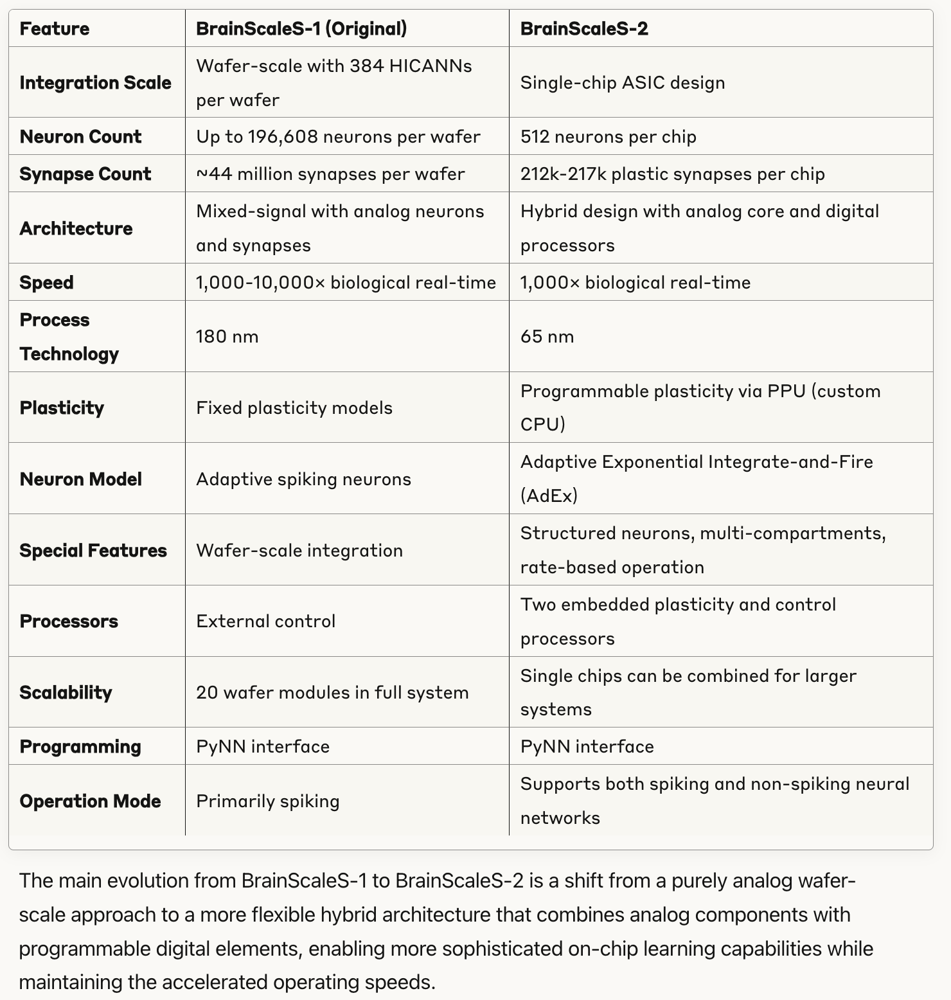 Feature BrainScaleS-1 (Original) BrainScaleS-2
Integration Scale Wafer-scale with 384 HICANNs
per wafer Single-chip ASIC design
Neuron Count Up to 196,608 neurons per wafer 512 neurons per chip
Synapse Count ~44 million synapses per wafer 212k-217k plastic synapses per chip
Architecture Mixed-signal with analog neurons
and synapses Hybrid design with analog core and digital
processors
Speed 1,000-10,000× biological real-time 1,000× biological real-time
Process
Technology 180 nm 65 nm
Plasticity Fixed plasticity models Programmable plasticity via PPU (custom
CPU)
Neuron Model Adaptive spiking neurons Adaptive Exponential Integrate-and-Fire
(AdEx)
Special Features Wafer-scale integration Structured neurons, multi-compartments,
rate-based operation
Processors External control Two embedded plasticity and control
processors
Scalability 20 wafer modules in full system Single chips can be combined for larger
systems
Programming PyNN interface PyNN interface
Operation Mode Primarily spiking Supports both spiking and non-spiking neural
networks
The main evolution from BrainScaleS-1 to BrainScaleS-2 is a shift from a purely analog wafer-
scale approach to a more flexible hybrid architecture that combines analog components with
programmable digital elements, enabling more sophisticated on-chip learning capabilities while
maintaining the accelerated operating speeds.